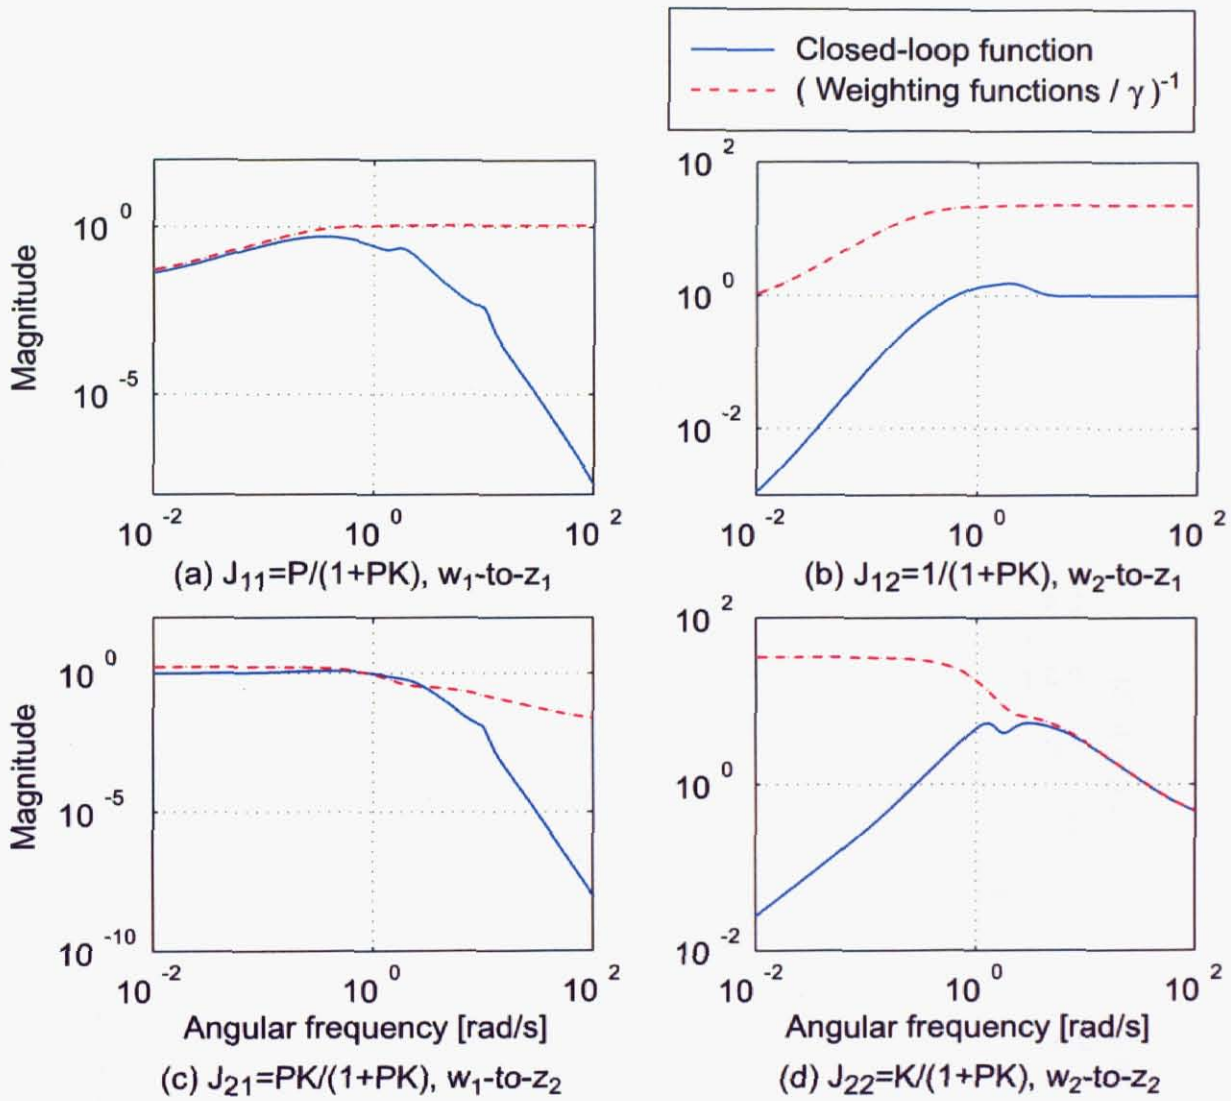 Closed-loop function
( Weighting functions / γ )-1
Magnitude
10 0
10 -5
10 -2
10 0
10 2
(a) J11=P/(1+PK), w1-to-z1
10 2
10 0
10 -2
10 -2
10 0
10 2
(b) J12=1/(1+PK), w2-to-z1
Magnitude
10 0
10 -5
10 -10
10 -2
10 0
10 2
Angular frequency [rad/s]
(c) J21=PK/(1+PK), w1-to-z2
10 2
10 0
10 -2
10 -2
10 0
10 2
Angular frequency [rad/s]
(d) J22=K/(1+PK), w2-to-z2